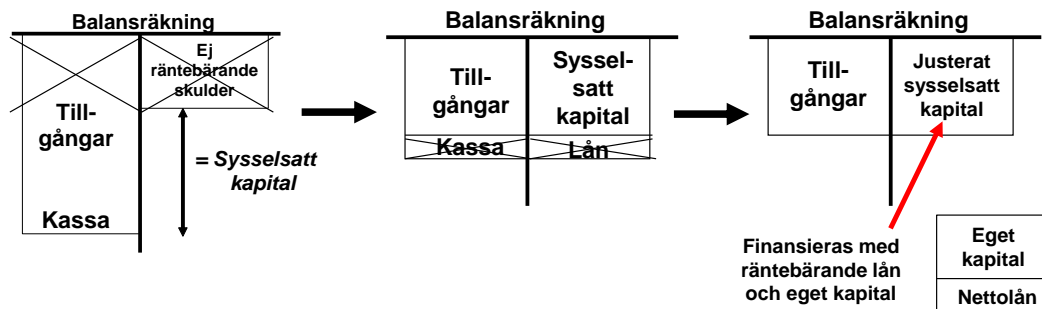 Balansräkning
Ej
räntebärande
skulder
Till-
gångar
= Sysselsatt
kapital
Kassa
Balansräkning
Till-
gångar
Syssel-
satt
kapital
Kassa
Lån
Balansräkning
Till-
gångar
Justerat
sysselsatt
kapital
Finansieras med
räntebärande lån
och eget kapital
Eget
kapital
Nettolån